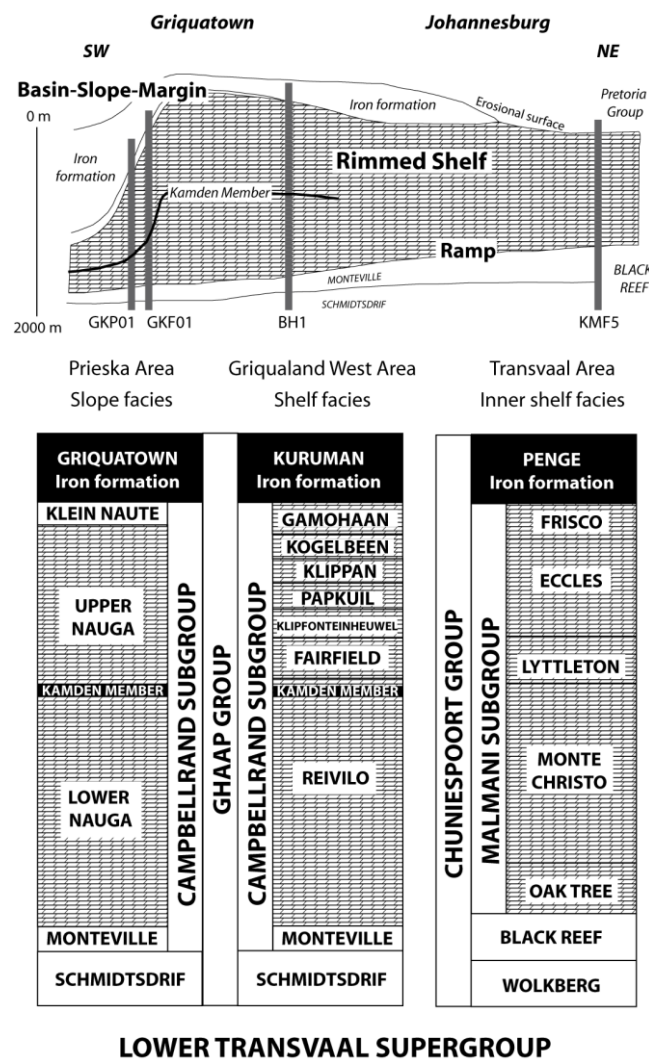 Griquatown
Johannesburg
SW
NE
Basin-Slope-Margin
0 m
Iron formation
Erosional surface
Pretoria
Group
Iron
formation
Rimmed Shelf
Kamden Member
Ramp
MONTEVILLE
BLACK
REEF
SCHMIDTSDRIF
2000 m
GKP01
GKF01
BH1
KMF5
Prieska Area
Slope facies
Griqualand West Area
Shelf facies
Transvaal Area
Inner shelf facies
GRIQUATOWN
Iron formation
KLEIN NAUTE
UPPER
NAUGA
KAMDEN MEMBER
LOWER
NAUGA
MONTEVILLE
SCHMIDTSDRIF
CAMPBELLRAND SUBGROUP
GHAAP GROUP
CAMPBELLRAND SUBGROUP
KURUMAN
Iron formation
GAMOHAAN
KOGELBEEN
KLIPPAN
PAPKUIL
KLIPFONTEINHEUWEL
FAIRFIELD
KAMDEN MEMBER
REIVILO
MONTEVILLE
SCHMIDTSDRIF
CHUNIESPOORT GROUP
MALMANI SUBGROUP
PENGE
Iron formation
FRISCO
ECCLES
LYTTLETON
MONTE
CHRISTO
OAK TREE
BLACK REEF
WOLKBERG
LOWER TRANSVAAL SUPERGROUP